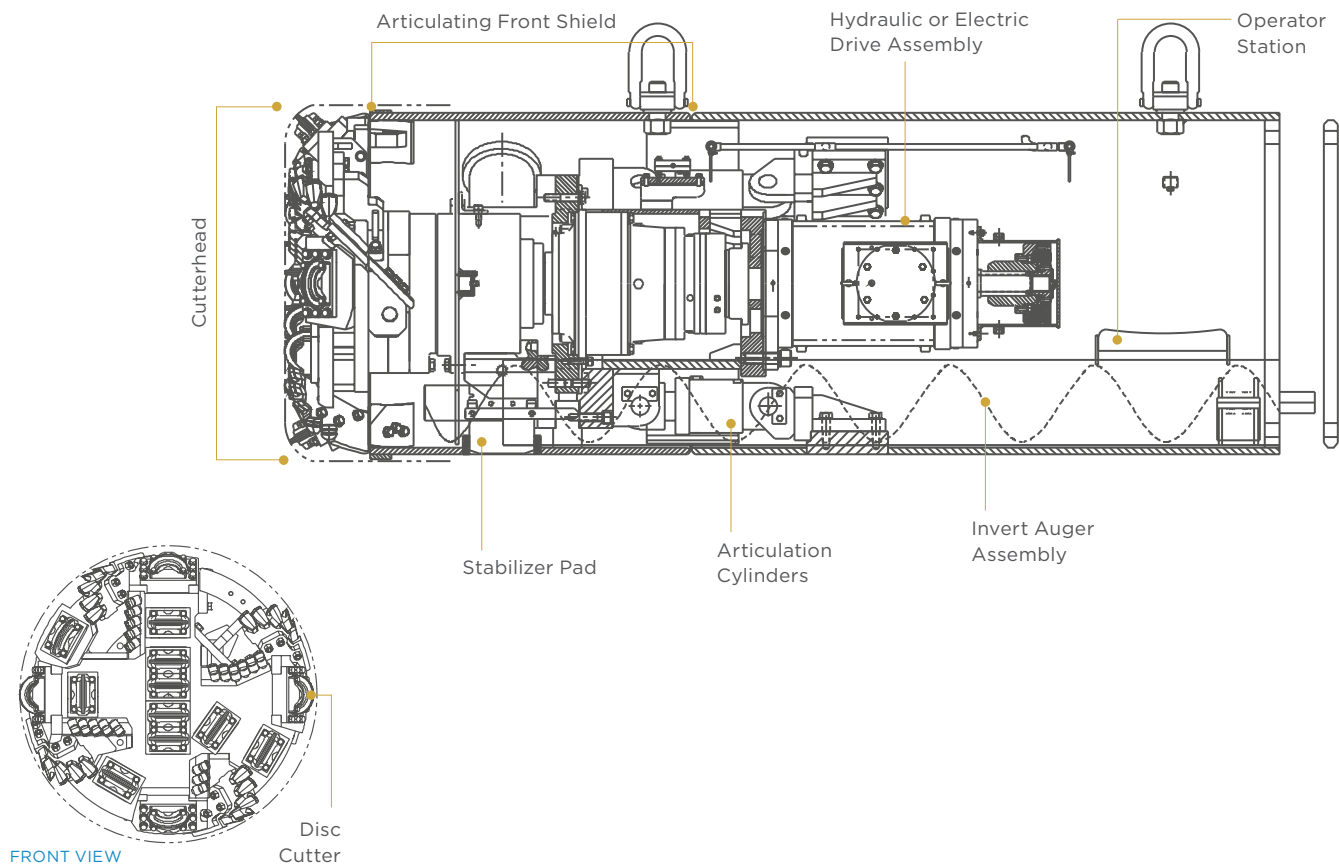 Articulating Front Shield
Hydraulic or Electric
Drive Assembly
Operator
Station
Cutterhead
Stabilizer Pad
Articulation
Cylinders
Invert Auger
Assembly
Disc
Cutter
FRONT VIEW